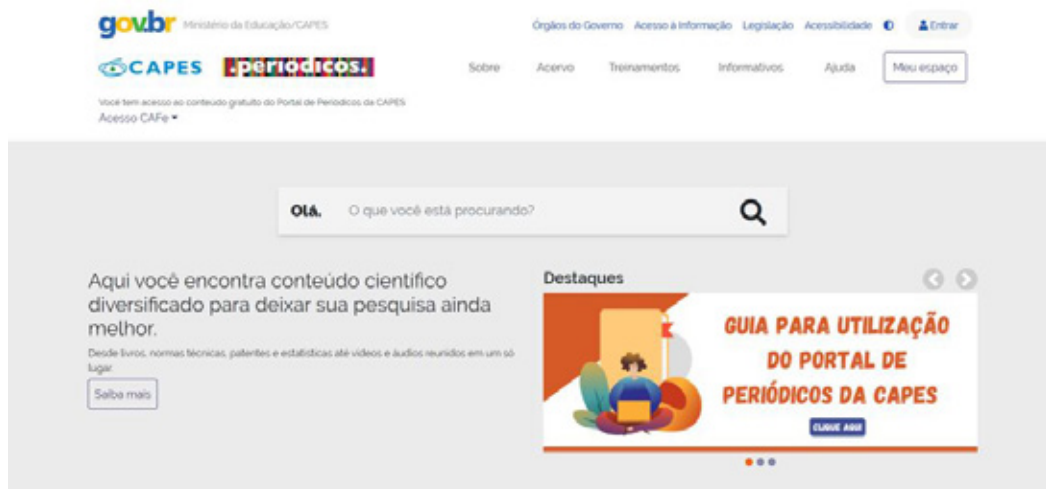 gov.br Ministério da Educação/CAPES
Órgãos do Governo Acesso à Informação Legislação Acessibilidade Entrar
CAPES .periodicos.
Sobre Acervo Treinamentos Informativos Ajuda Meu espaço
Você tem acesso ao conteúdo gratuito do Portal de Periódicos da CAPES
Acesso CAFe
Olá. O que você está procurando?
Aqui você encontra conteúdo científico
diversificado para deixar sua pesquisa ainda
melhor.
Desde livros, normas técnicas, patentes e estatísticas até vídeos e áudios reunidos em um só
lugar.
Saiba mais
Destaques
GUIA PARA UTILIZAÇÃO
DO PORTAL DE
PERIÓDICOS DA CAPES
CLIQUE AQUI